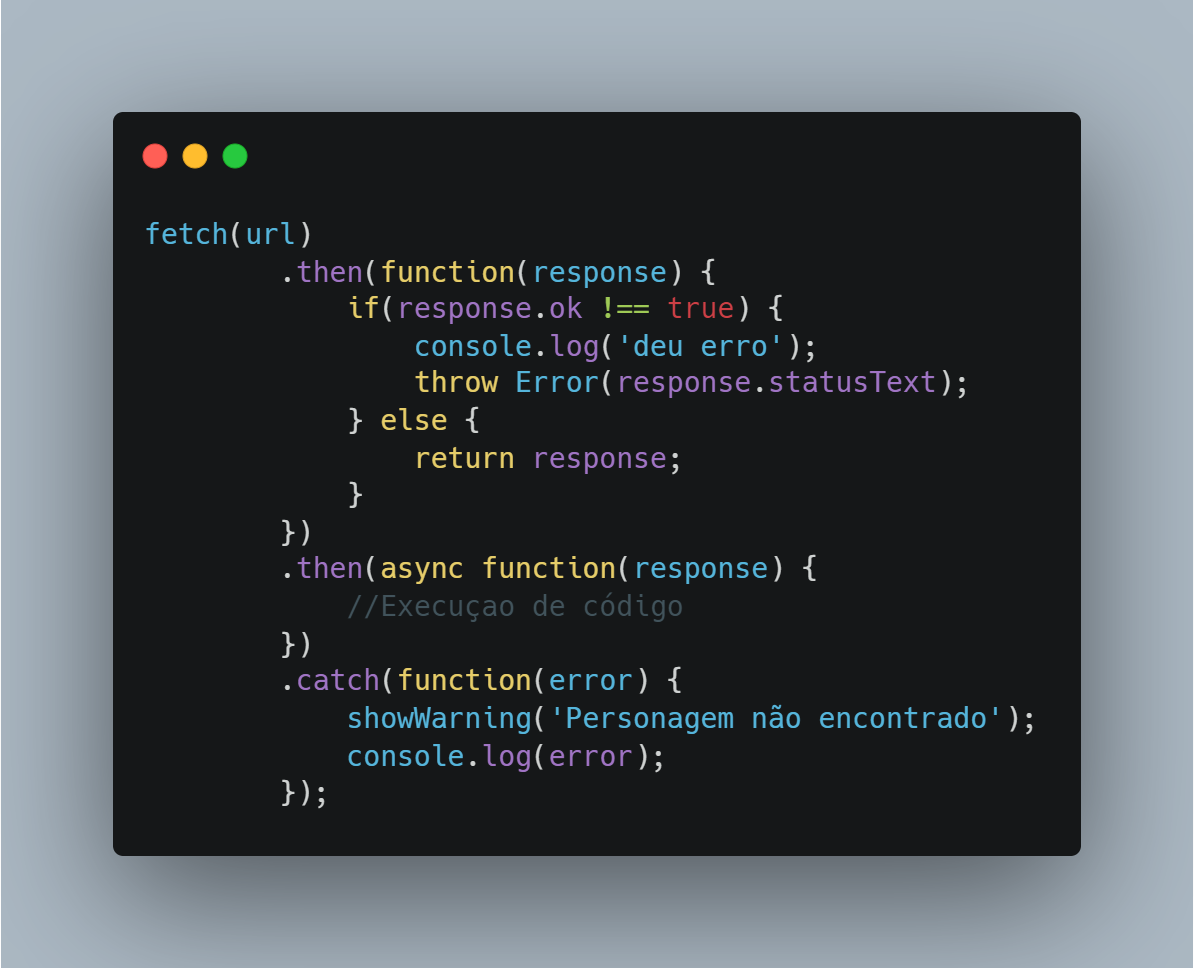 fetch(url)
        .then(function(response) {
            if(response.ok !== true) {
                console.log('deu erro');
                throw Error(response.statusText);
            } else {
                return response;
            }
        })
        .then(async function(response) {
            //Execuçao de código
        })
        .catch(function(error) {
            showWarning('Personagem não encontrado');
            console.log(error);
        });